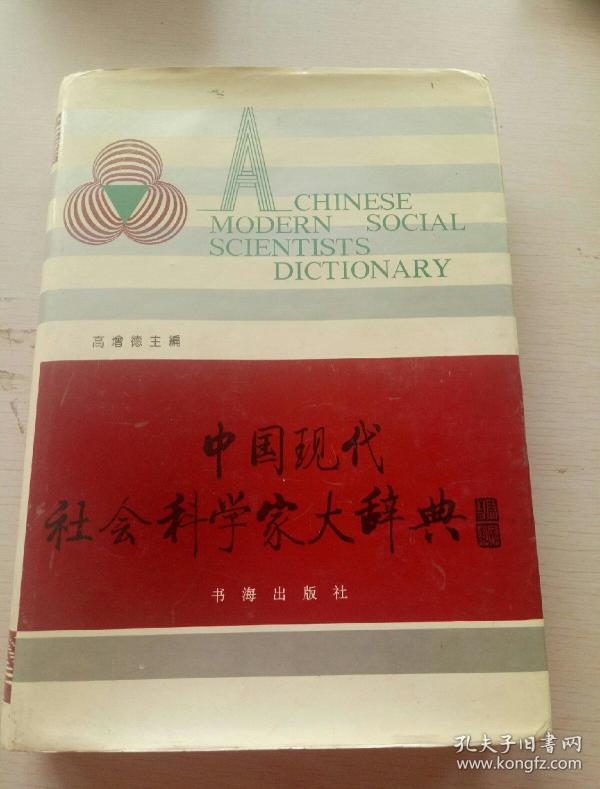 A CHINESE
MODERN SOCIAL
SCIENTISTS
DICTIONARY
高增德主編
中国现代
社会科学家大辞典
书海出版社
孔夫子旧书网
www.kongfz.com